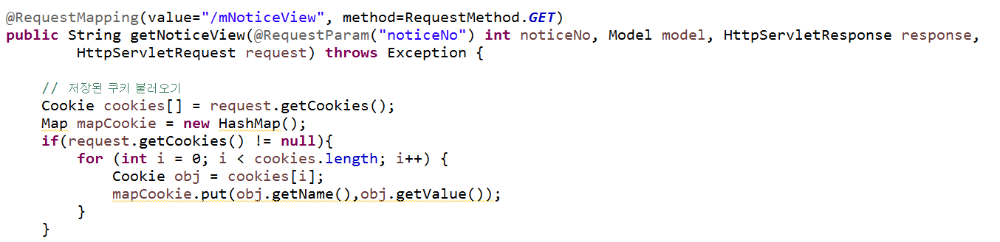 @RequestMapping(value="/mNoticeView", method=RequestMethod.GET)
public String getNoticeView(@RequestParam("noticeNo") int noticeNo, Model model, HttpServletResponse response,
HttpServletRequest request) throws Exception {
// 저장된 쿠키 불러오기
Cookie cookies[] = request.getCookies();
Map mapCookie = new HashMap();
if(request.getCookies() != null){
for (int i = 0; i < cookies.length; i++) {
Cookie obj = cookies[i];
mapCookie.put(obj.getName(),obj.getValue());
}
}